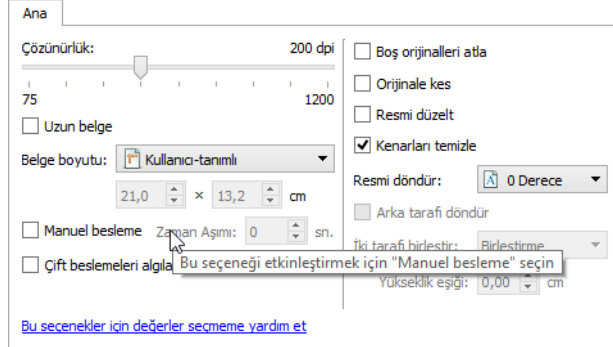 Ana
Çözünürlük: 200 dpi
75 1200
Uzun belge
Belge boyutu: Kullanıcı-tanımlı
21,0 × 13,2 cm
Manuel besleme Zaman Aşımı: 0 sn.
Çift beslemeleri algıla
Bu seçeneği etkinleştirmek için "Manuel besleme" seçin
Bu seçenekler için değerler seçmeme yardım et
Boş orijinalleri atla
Orijinale kes
Resmi düzelt
Kenarları temizle
Resmi döndür: 0 Derece
Arka tarafı döndür
İki tarafı birleştir: Birleştirme
Yükseklik eşiği: 0,00 cm